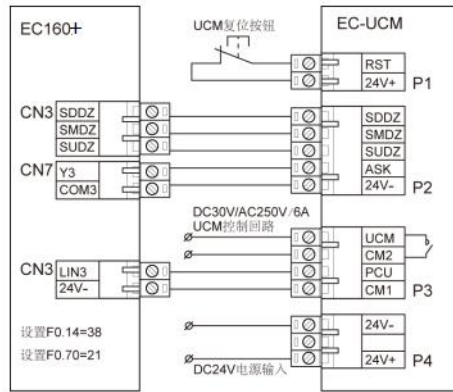 EC160+
UCM复位按钮
EC-UCM
RST
24V+
P1
CN3
SDDZ
SMDZ
SUDZ
CN7
Y3
COM3
SDDZ
SMDZ
SUDZ
ASK
24V-
P2
DC30V/AC250V/6A
UCM控制回路
UCM
CM2
PCU
CM1
P3
CN3
LIN3
24V-
设置F0.14=38
设置F0.70=21
24V-
24V+
P4
DC24V电源输入